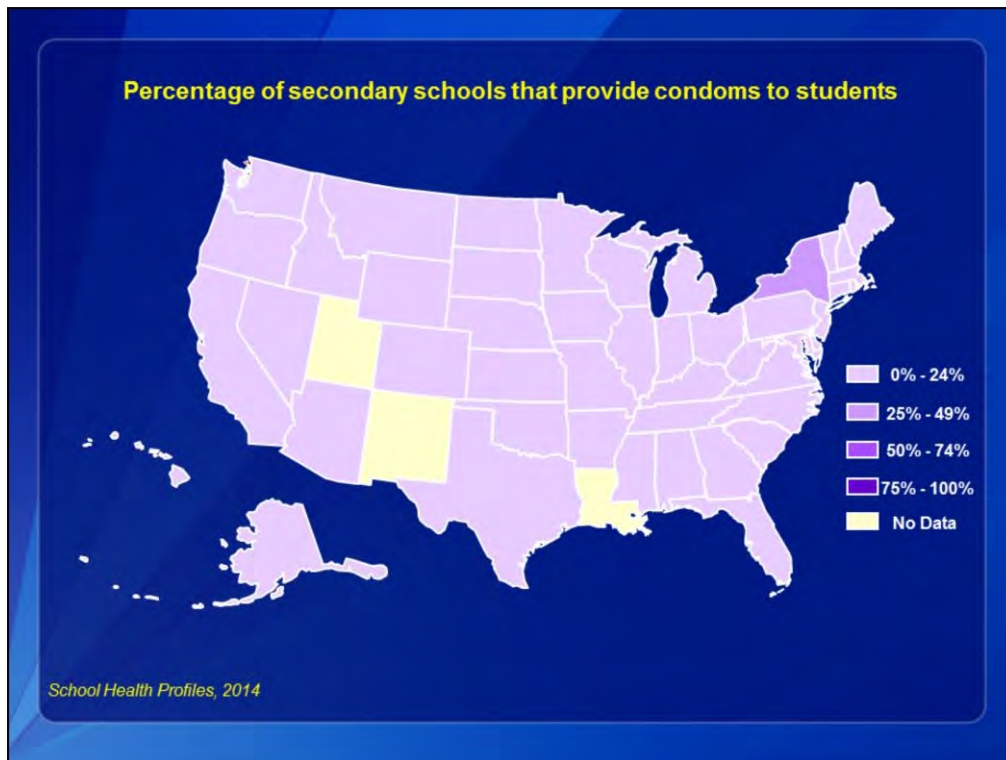 Percentage of secondary schools that provide condoms to students
0% - 24%
25% - 49%
50% - 74%
75% - 100%
No Data
School Health Profiles, 2014